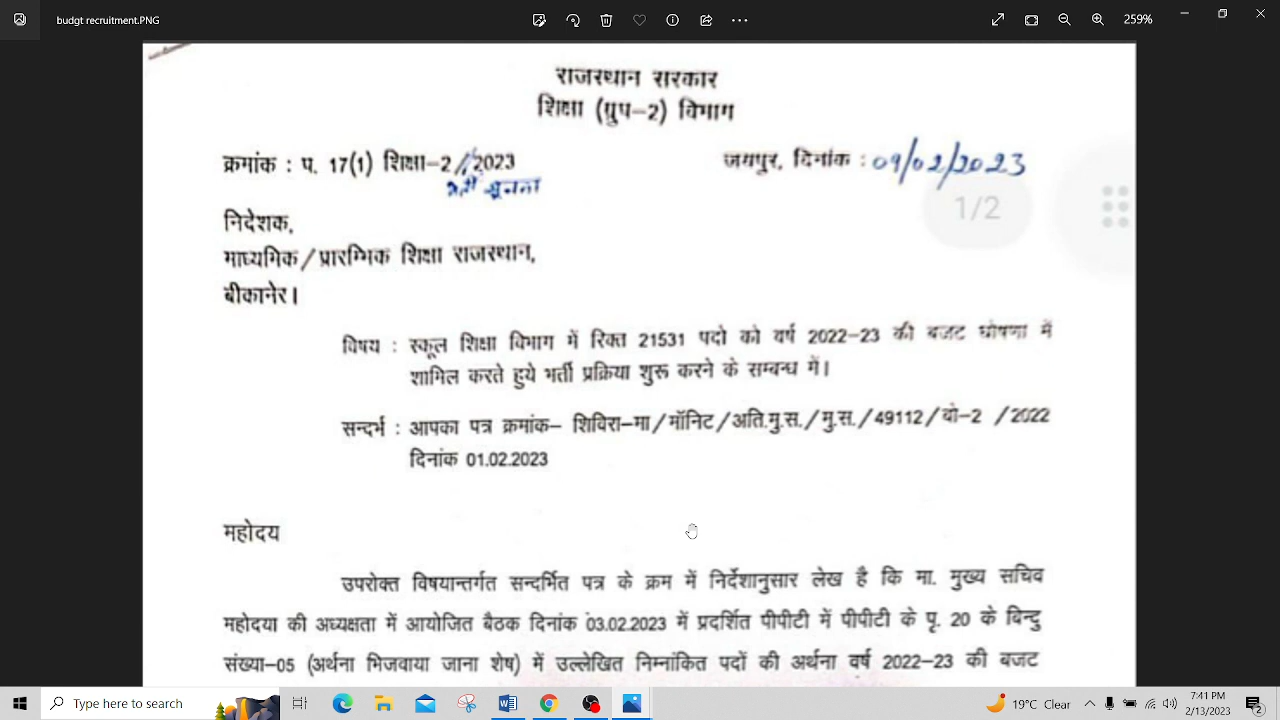 budgt recruitment.PNG
259%
राजस्थान सरकार
शिक्षा (ग्रुप-2) विभाग
क्रमांक : प. 17(1) शिक्षा-2 / 2023
जयपुर, दिनांक : 09/02/2023
1/2
निदेशक,
माध्यमिक/प्रारम्भिक शिक्षा राजस्थान,
बीकानेर।
विषय : स्कूल शिक्षा विभाग में रिक्त 21531 पदो को वर्ष 2022-23 की बजट घोषणा में
शामिल करते हुये भर्ती प्रक्रिया शुरू करने के सम्बन्ध में।
सन्दर्भ : आपका पत्र क्रमांक- शिविरा-मा/मॉनिट/अति.मु.स./मु.स./49112/वो-2 /2022
दिनांक 01.02.2023
महोदय
उपरोक्त विषयान्तर्गत सन्दर्भित पत्र के क्रम में निर्देशानुसार लेख है कि मा. मुख्य सचिव
महोदया की अध्यक्षता में आयोजित बैठक दिनांक 03.02.2023 में प्रदर्शित पीपीटी में पीपीटी के पृ. 20 के बिन्दु
संख्या-05 (अर्थना भिजवाया जाना शेष) में उल्लेखित निम्नांकित पदों की अर्थना वर्ष 2022-23 की बजट
Type here to search
19°C Clear
7:41 PM
2/13/2023
2